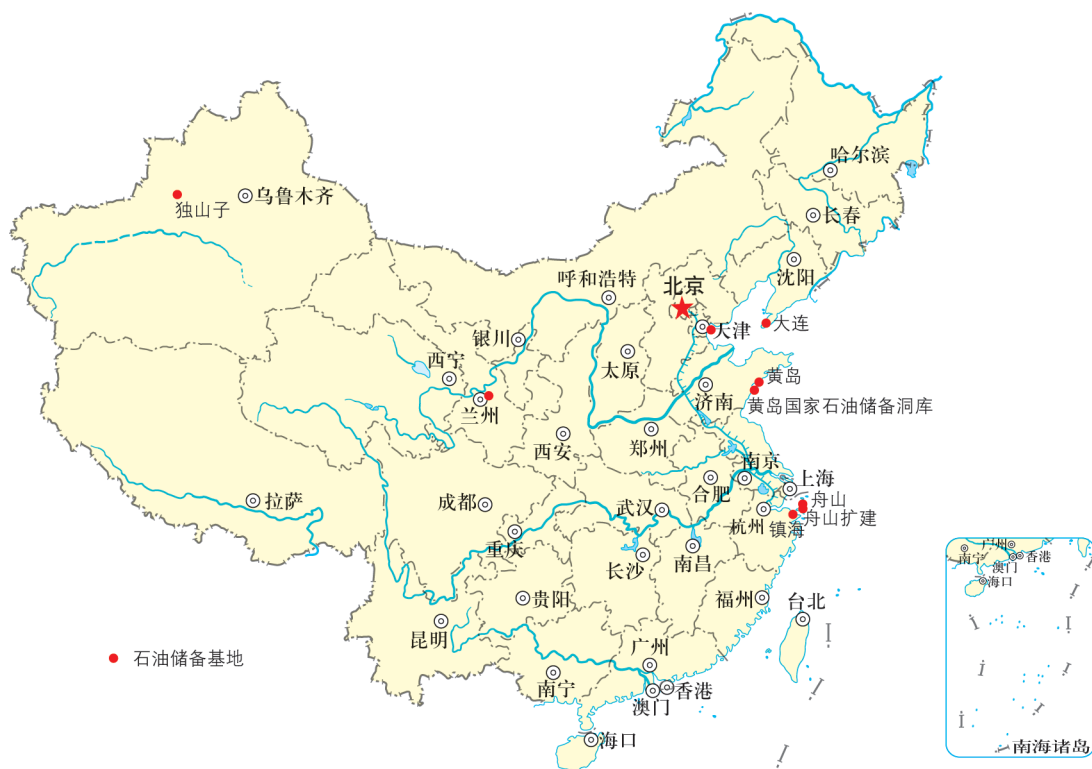 哈尔滨
乌鲁木齐
独山子
长春
沈阳
呼和浩特
北京
大连
天津
银川
西宁
太原
黄岛
济南
黄岛国家石油储备洞库
兰州
西安
郑州
南京
上海
合肥
舟山
拉萨
成都
武汉
舟山扩建
杭州
镇海
重庆
南昌
长沙
贵阳
福州
台北
昆明
广州
石油储备基地
南宁
香港
澳门
海口
广州
南宁
香港
澳门
海口
南海诸岛